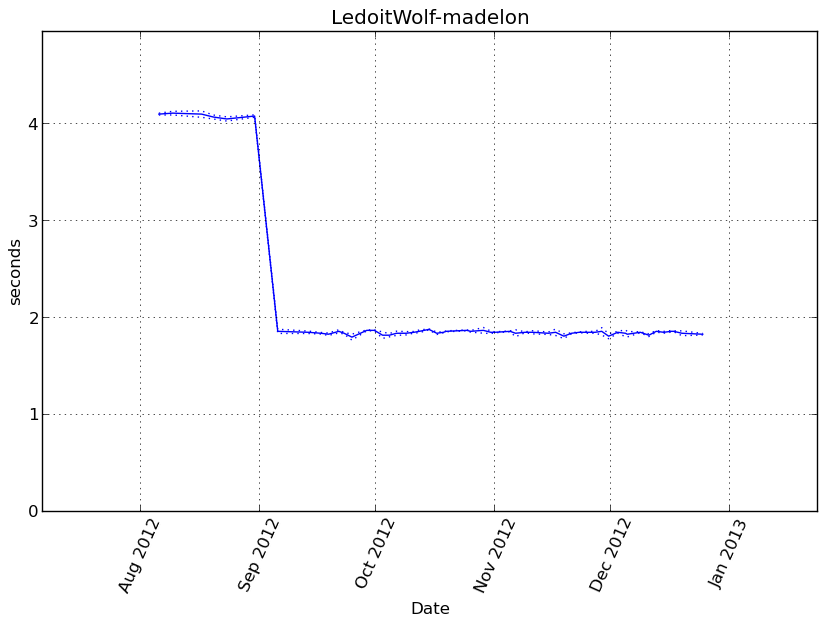 LedoitWolf-madelon
4
3
2
1
0
seconds
Aug 2012
Sep 2012
Oct 2012
Nov 2012
Dec 2012
Jan 2013
Date